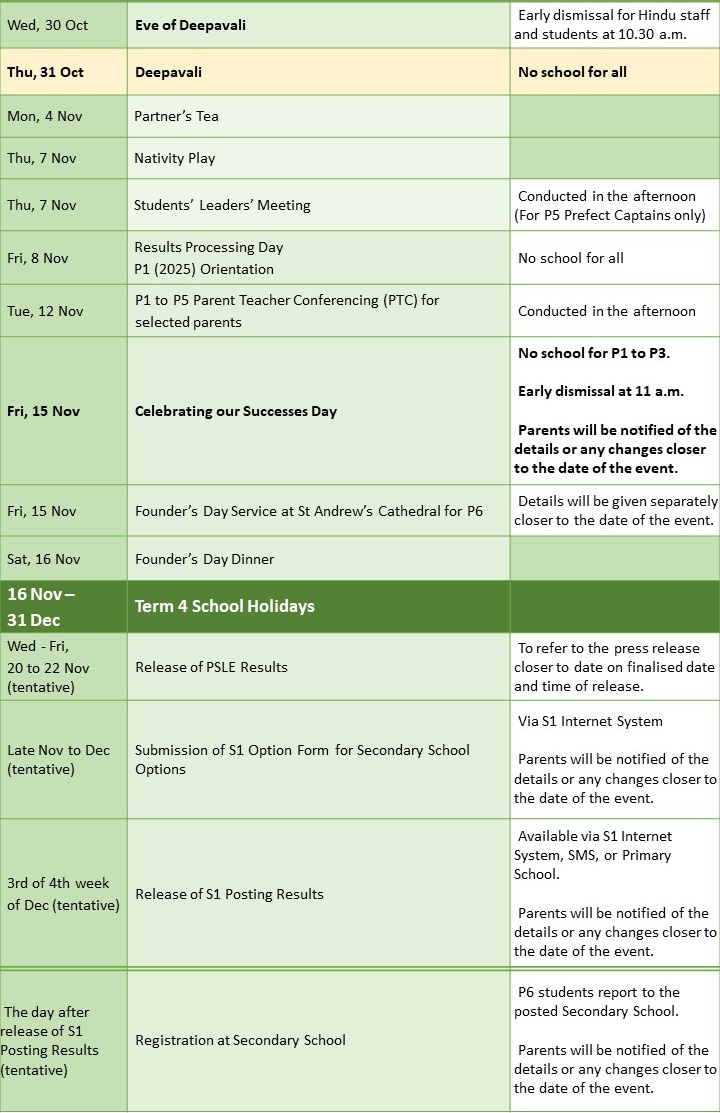 Wed, 30 Oct
Eve of Deepavali
Early dismissal for Hindu staff
and students at 10.30 a.m.
Thu, 31 Oct
Deepavali
No school for all
Mon, 4 Nov
Partner's Tea
Thu, 7 Nov
Nativity Play
Thu, 7 Nov
Students' Leaders' Meeting
Conducted in the afternoon
(For P5 Prefect Captains only)
Fri, 8 Nov
Results Processing Day
P1 (2025) Orientation
No school for all
Tue, 12 Nov
P1 to P5 Parent Teacher Conferencing (PTC) for
selected parents
Conducted in the afternoon
Fri, 15 Nov
Celebrating our Successes Day
No school for P1 to P3.
Early dismissal at 11 a.m.
Parents will be notified of the
details or any changes closer
to the date of the event.
Fri, 15 Nov
Founder's Day Service at St Andrew's Cathedral for P6
Details will be given separately
closer to the date of the event.
Sat, 16 Nov
Founder's Day Dinner
16 Nov –
31 Dec
Term 4 School Holidays
Wed - Fri,
20 to 22 Nov
(tentative)
Release of PSLE Results
To refer to the press release
closer to date on finalised date
and time of release.
Late Nov to Dec
(tentative)
Submission of S1 Option Form for Secondary School
Options
Via S1 Internet System
Parents will be notified of the
details or any changes closer to
the date of the event.
3rd of 4th week
of Dec (tentative)
Release of S1 Posting Results
Available via S1 Internet
System, SMS, or Primary
School.
Parents will be notified of the
details or any changes closer to
the date of the event.
The day after
release of S1
Posting Results
(tentative)
Registration at Secondary School
P6 students report to the
posted Secondary School.
Parents will be notified of the
details or any changes closer to
the date of the event.